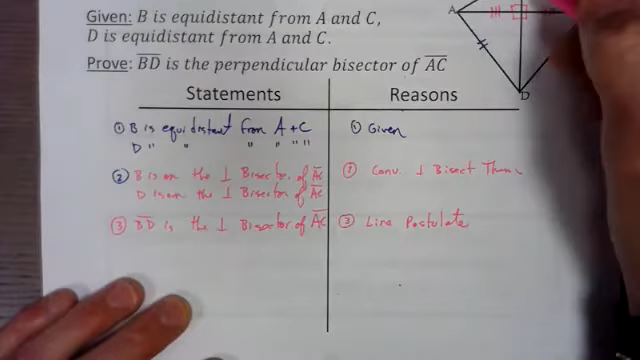 Given: B is equidistant from A and C,
D is equidistant from A and C.
Prove: BD is the perpendicular bisector of AC
Statements Reasons
① B is equidistant from A + C ① Given
D " " " " " "
② B is on the ⊥ Bisector of AC ② Conv. ⊥ Bisect Thm
D is on the ⊥ Bisector of AC
③ BD is the ⊥ Bisector of AC ③ Line Postulate
A
D